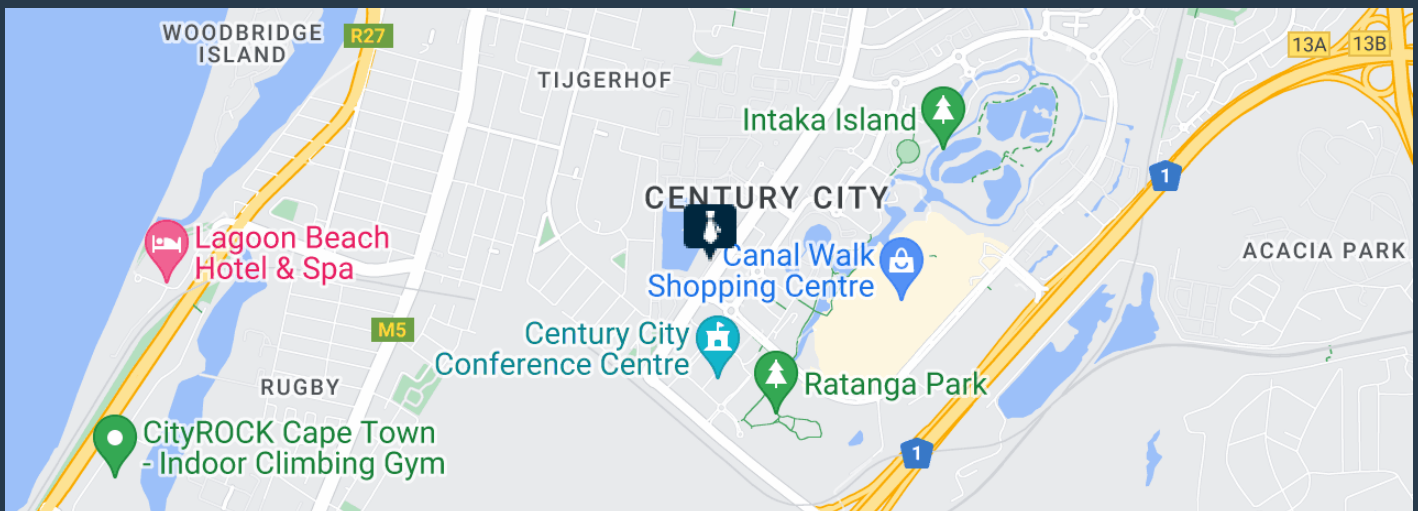 WOODBRIDGE
ISLAND
R27
13A
13B
TIJGERHOF
Intaka Island
1
CENTURY CITY
Lagoon Beach
Hotel & Spa
Canal Walk
Shopping Centre
ACACIA PARK
M5
Century City
Conference Centre
RUGBY
Ratanga Park
CityROCK Cape Town
- Indoor Climbing Gym
1